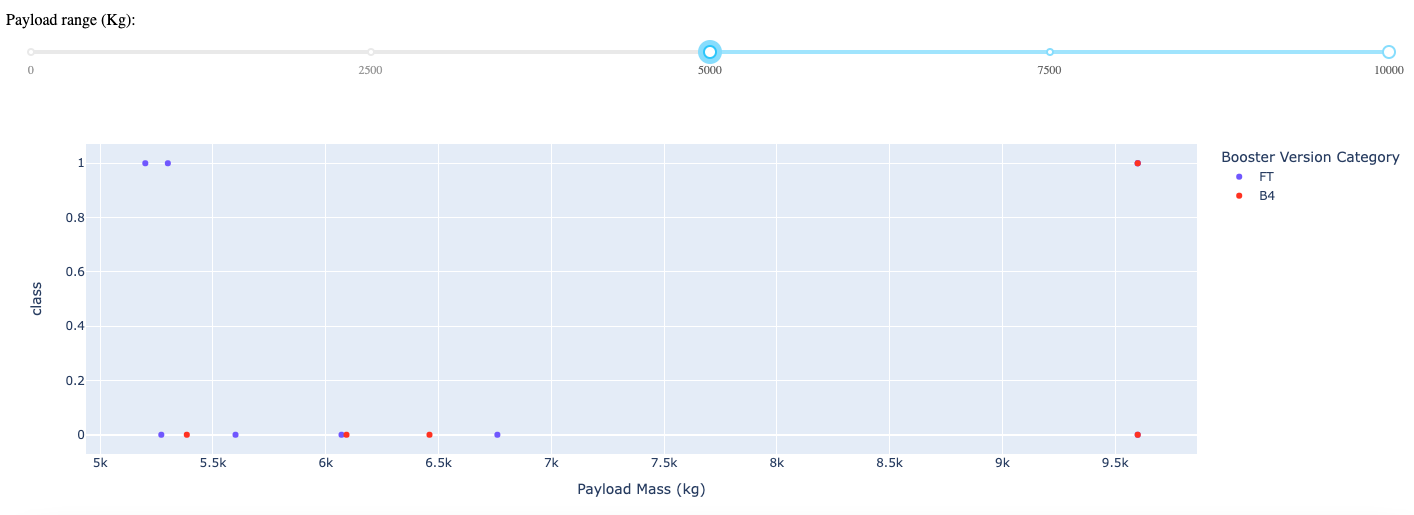 Payload range (Kg):
0 2500 5000 7500 10000
Booster Version Category
FT
B4
1
0.8
0.6
0.4
0.2
0
class
5k 5.5k 6k 6.5k 7k 7.5k 8k 8.5k 9k 9.5k
Payload Mass (kg)